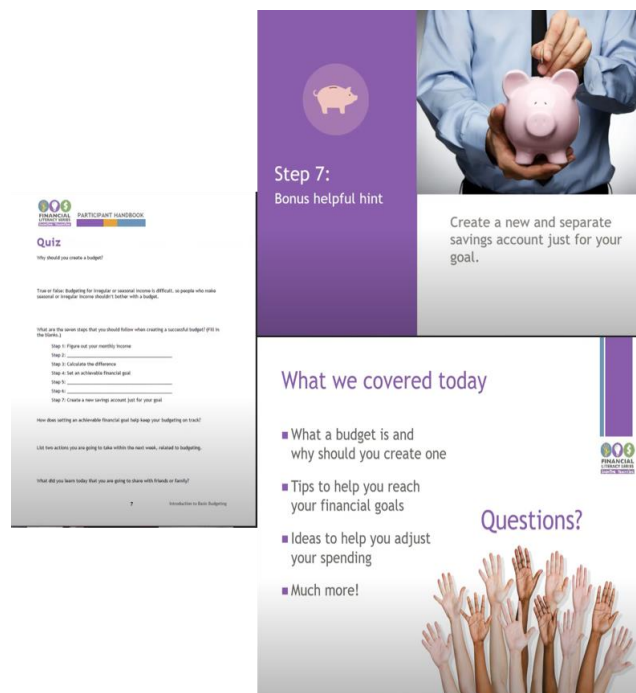 FINANCIAL
LITERACY SERIES
PARTICIPANT HANDBOOK
Quiz
Why should you create a budget?
True or false: Budgeting for irregular or seasonal income is difficult, so people who make
seasonal or irregular income shouldn't bother with a budget.
What are the seven steps that you should follow when creating a successful budget? (Fill in
the blanks.)
Step 1: Figure out your monthly income
Step 2:
Step 3: Calculate the difference
Step 4: Set an achievable financial goal
Step 5:
Step 6:
Step 7: Create a new savings account just for your goal
How does setting an achievable financial goal help keep your budgeting on track?
List two actions you are going to take within the next week, related to budgeting.
What did you learn today that you are going to share with friends or family?
7
Introduction to Basic Budgeting
Step 7:
Bonus helpful hint
Create a new and separate
savings account just for your
goal.
What we covered today
■ What a budget is and
why should you create one
■ Tips to help you reach
your financial goals
■ Ideas to help you adjust
your spending
■ Much more!
FINANCIAL
LITERACY SERIES
Questions?